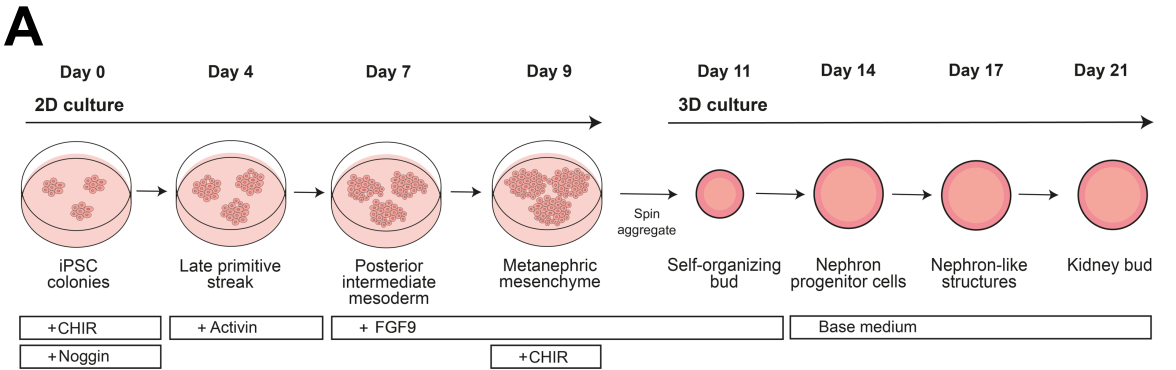 A
Day 0
Day 4
Day 7
Day 9
Day 11
Day 14
Day 17
Day 21
2D culture
3D culture
Spin
aggregate
iPSC
colonies
Late primitive
streak
Posterior
intermediate
mesoderm
Metanephric
mesenchyme
Self-organizing
bud
Nephron
progenitor cells
Nephron-like
structures
Kidney bud
+CHIR
+ Activin
+ FGF9
Base medium
+Noggin
+CHIR